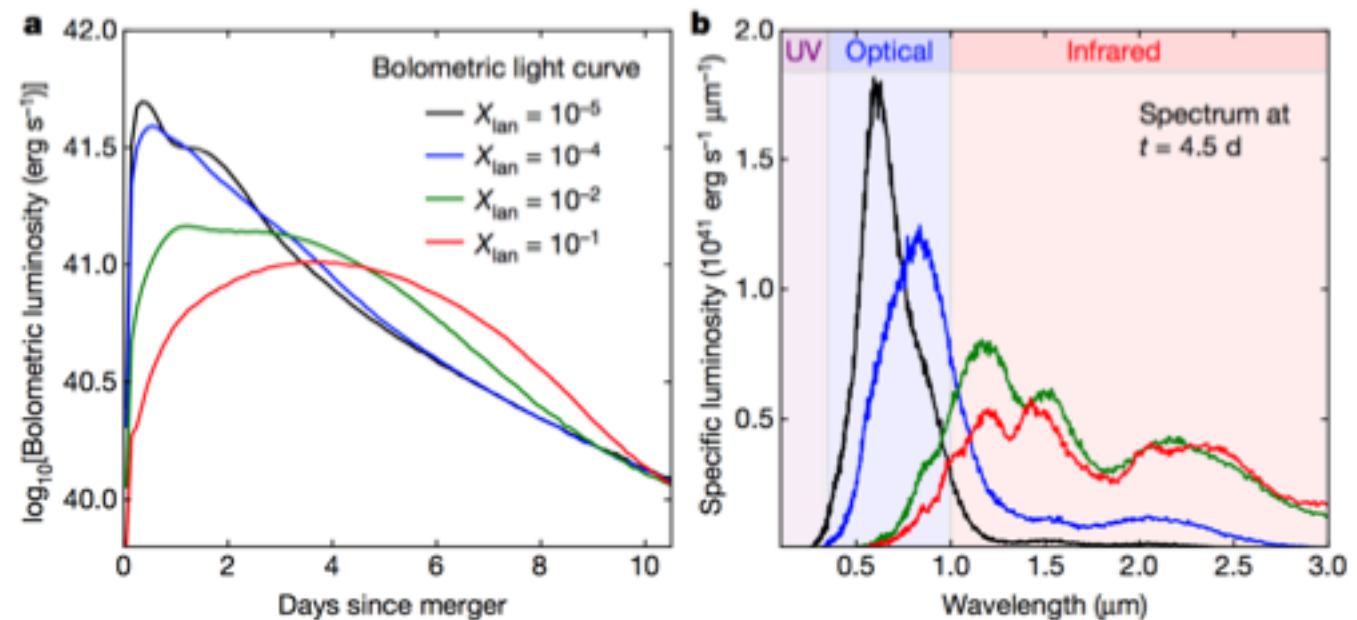 a
42.0
41.5
41.0
40.5
40.0
log₁₀[Bolometric luminosity (erg s⁻¹)]
Bolometric light curve
Xlan = 10⁻⁵
Xlan = 10⁻⁴
Xlan = 10⁻²
Xlan = 10⁻¹
0 2 4 6 8 10
Days since merger
b
2.0
1.5
1.0
0.5
Specific luminosity (10⁴¹ erg s⁻¹ μm⁻¹)
UV Optical Infrared
Spectrum at
t = 4.5 d
0.5 1.0 1.5 2.0 2.5 3.0
Wavelength (μm)